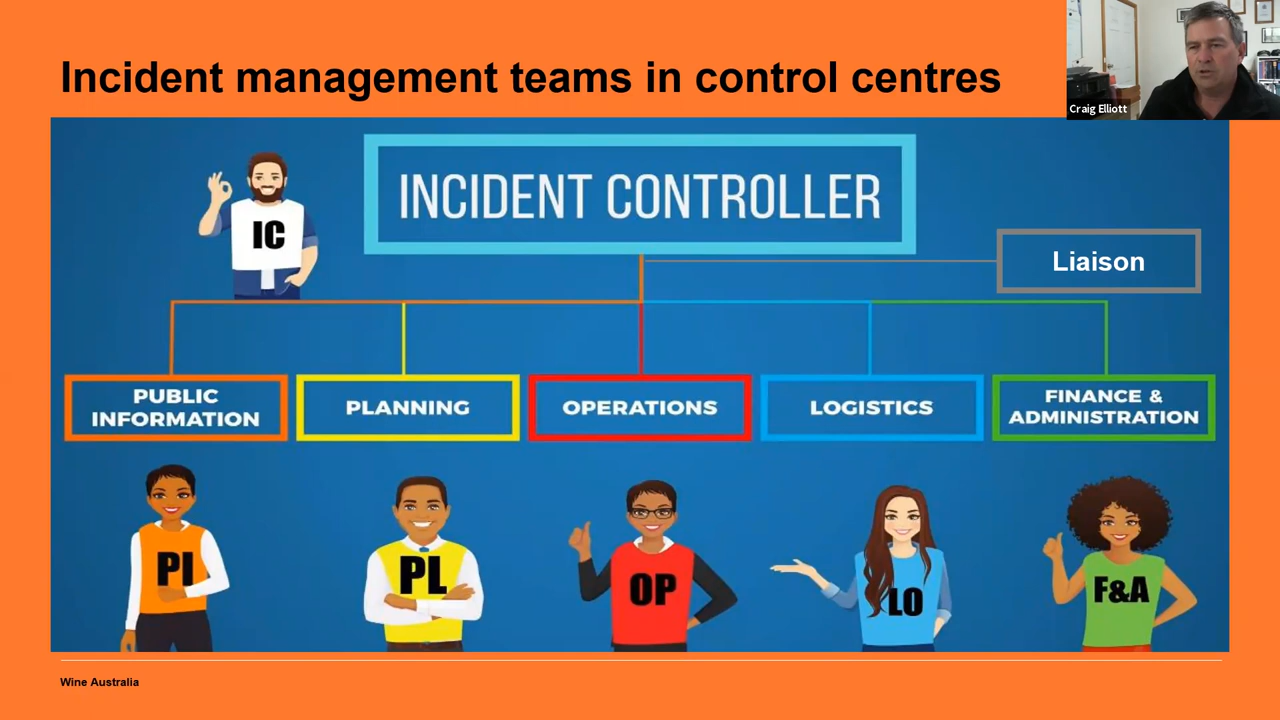 Incident management teams in control centres
Craig Elliott
INCIDENT CONTROLLER
IC
Liaison
PUBLIC
INFORMATION
PLANNING
OPERATIONS
LOGISTICS
FINANCE &
ADMINISTRATION
PI
PL
OP
LO
F&A
Wine Australia